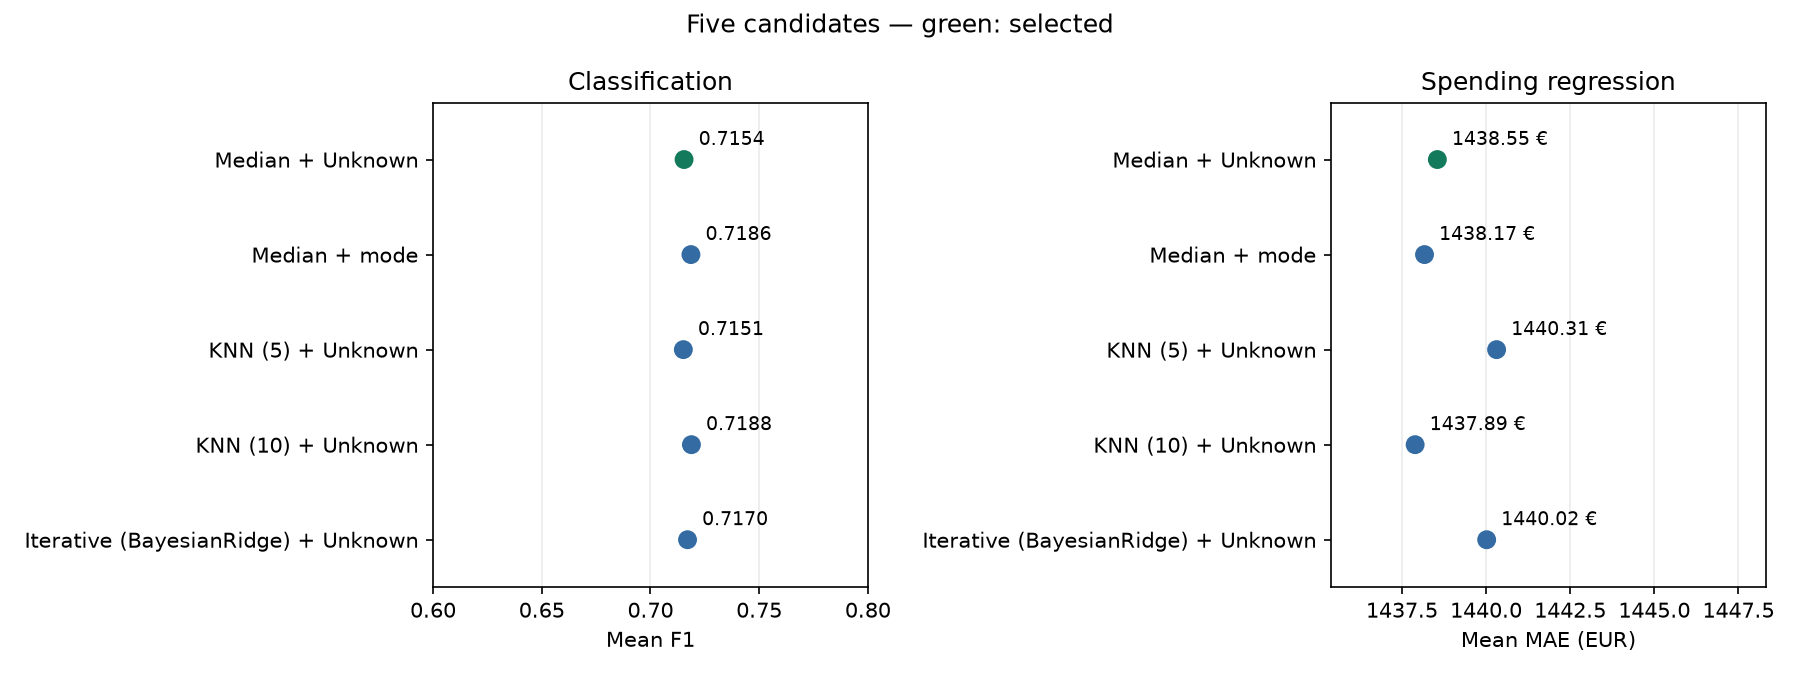 Five candidates — green: selected
Classification
Median + Unknown
0.7154
Median + mode
0.7186
KNN (5) + Unknown
0.7151
KNN (10) + Unknown
0.7188
Iterative (BayesianRidge) + Unknown
0.7170
0.60 0.65 0.70 0.75 0.80
Mean F1
Spending regression
Median + Unknown
1438.55 €
Median + mode
1438.17 €
KNN (5) + Unknown
1440.31 €
KNN (10) + Unknown
1437.89 €
Iterative (BayesianRidge) + Unknown
1440.02 €
1437.5 1440.0 1442.5 1445.0 1447.5
Mean MAE (EUR)